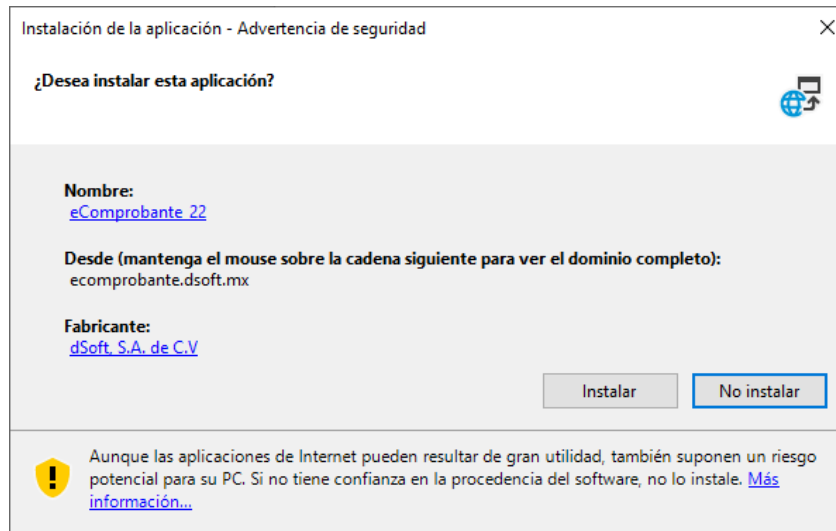 Instalación de la aplicación - Advertencia de seguridad
¿Desea instalar esta aplicación?
Nombre:
eComprobante 22
Desde (mantenga el mouse sobre la cadena siguiente para ver el dominio completo):
ecomprobante.dsoft.mx
Fabricante:
dSoft, S.A. de C.V
Instalar
No instalar
Aunque las aplicaciones de Internet pueden resultar de gran utilidad, también suponen un riesgo
potencial para su PC. Si no tiene confianza en la procedencia del software, no lo instale. Más
información...